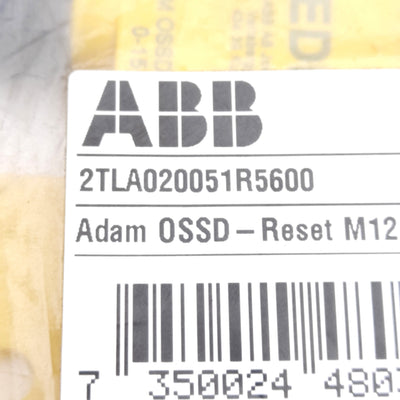 ABB
2TLA020051R5600
Adam OSSD – Reset M12
7 350024 480